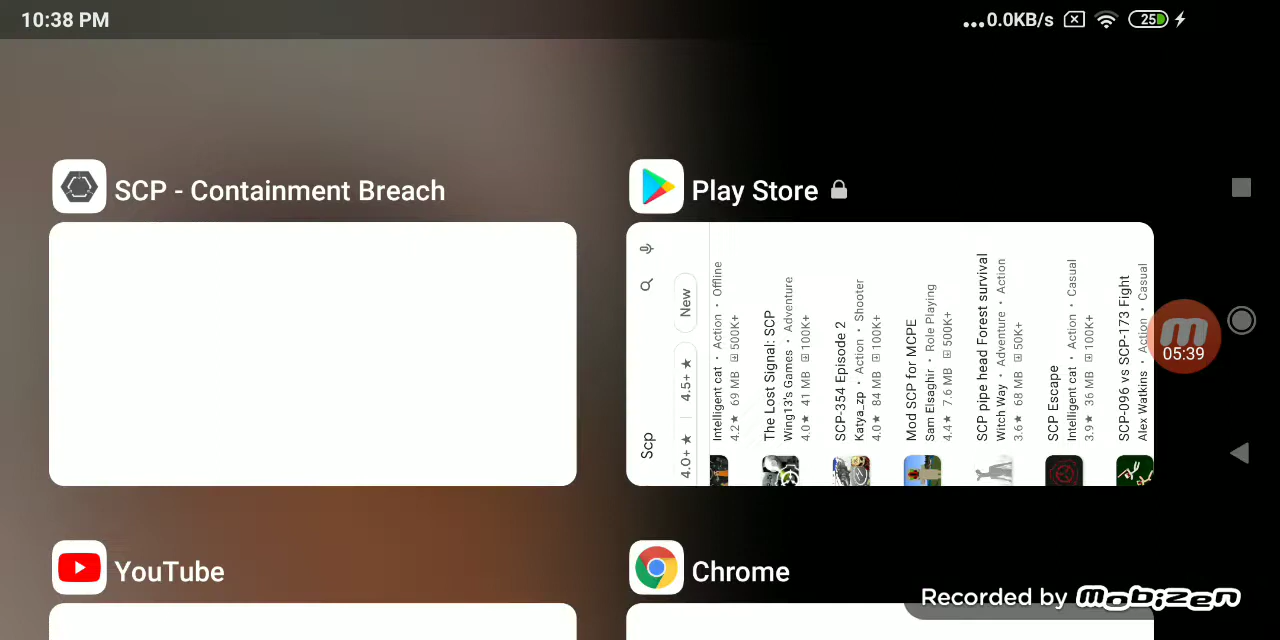 10:38 PM
...0.0KB/s
25
SCP - Containment Breach
Play Store
Scp
4.0+ ★
4.5+ ★
New
Intelligent cat • Action • Offline
4.2 ★ 69 MB 500K+
The Lost Signal: SCP
Wing13's Games • Adventure
4.0 ★ 41 MB 100K+
SCP-354 Episode 2
Katya_zp • Action • Shooter
4.0 ★ 84 MB 100K+
Mod SCP for MCPE
Sam Elsaghir • Role Playing
4.4 ★ 7.6 MB 500K+
SCP pipe head Forest survival
Witch Way • Adventure • Action
3.6 ★ 68 MB 50K+
SCP Escape
Intelligent cat • Action • Casual
3.9 ★ 36 MB 100K+
SCP-096 vs SCP-173 Fight
Alex Watkins • Action • Casual
05:39
YouTube
Chrome
Recorded by mobizen